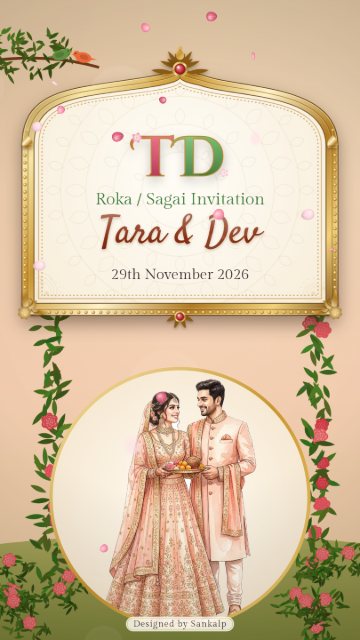 TD
Roka / Sagai Invitation
Tara & Dev
29th November 2026
Designed by Sankalp